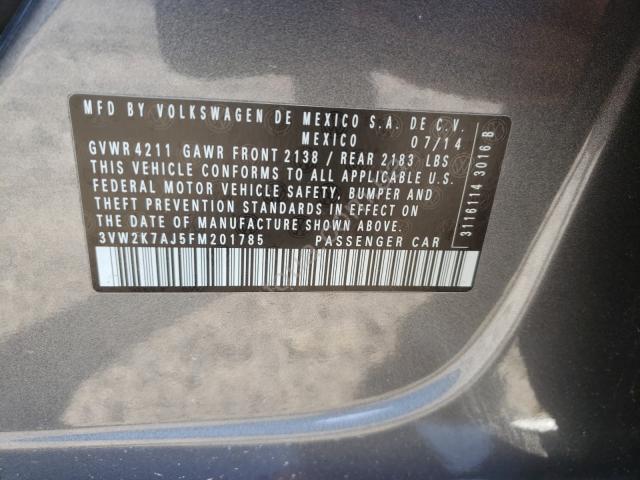 MFD BY VOLKSWAGEN DE MEXICO S.A. DE C.V.
MEXICO 07/14
GVWR 4211 GAWR FRONT 2138 / REAR 2183 LBS
THIS VEHICLE CONFORMS TO ALL APPLICABLE U.S.
FEDERAL MOTOR VEHICLE SAFETY, BUMPER AND
THEFT PREVENTION STANDARDS IN EFFECT ON
THE DATE OF MANUFACTURE SHOWN ABOVE.
3VW2K7AJ5FM201785 PASSENGER CAR
3116114 3016 B